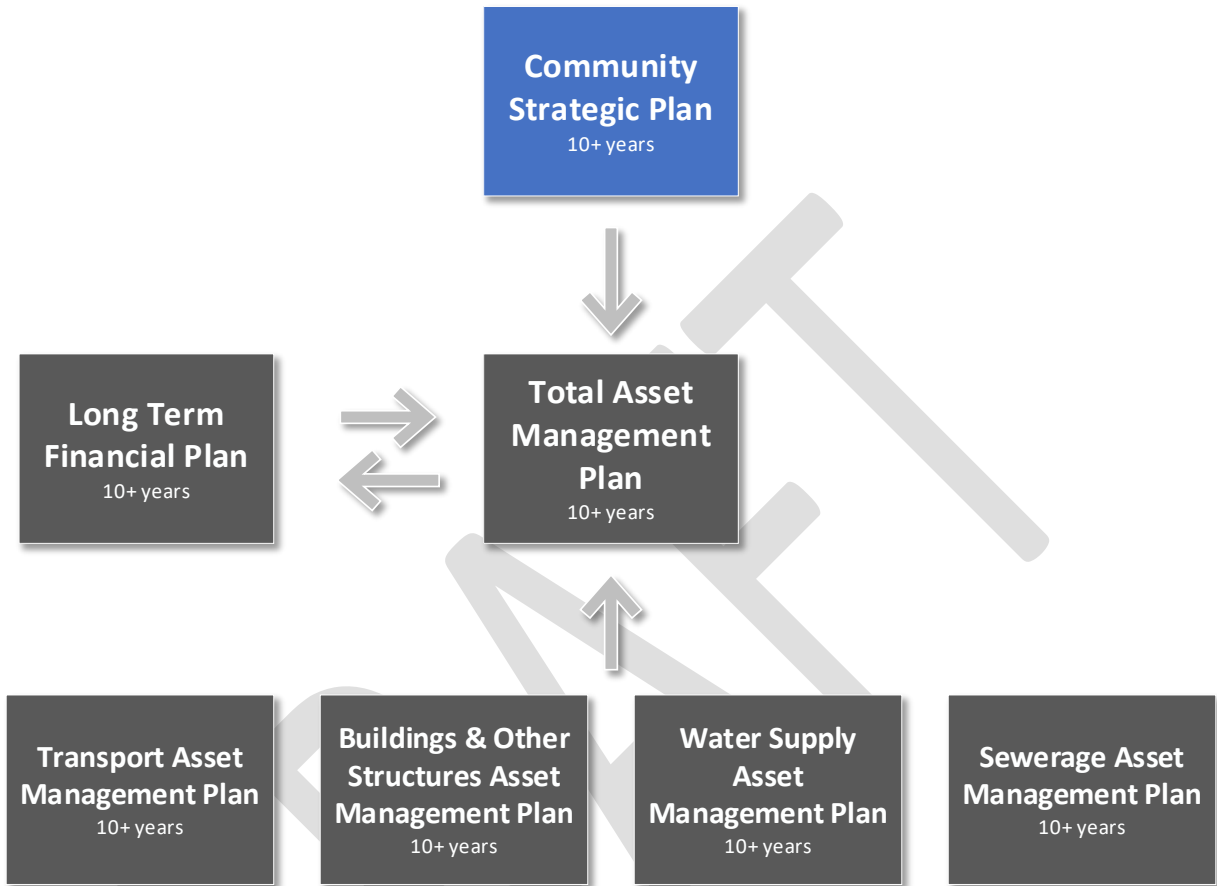 Community
Strategic Plan
10+ years
Long Term
Financial Plan
10+ years
Total Asset
Management
Plan
10+ years
Transport Asset
Management Plan
10+ years
Buildings & Other
Structures Asset
Management Plan
10+ years
Water Supply
Asset
Management Plan
10+ years
Sewerage Asset
Management Plan
10+ years
DRAFT